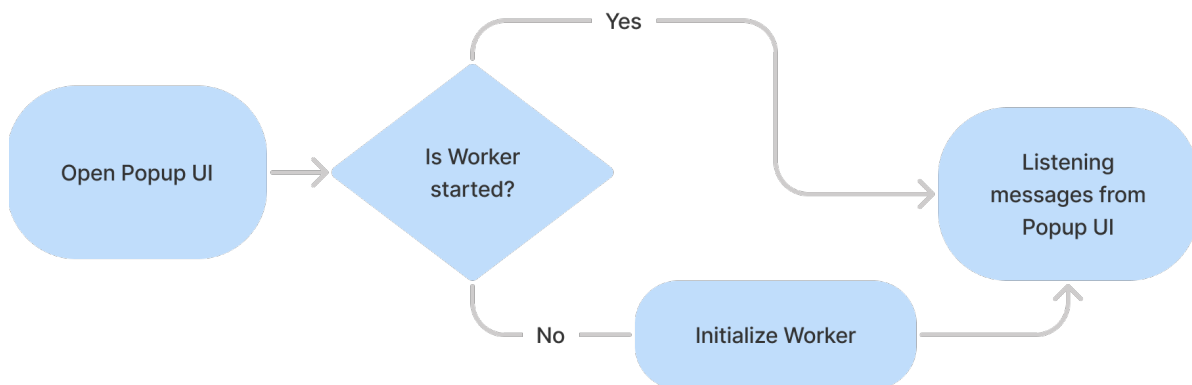 Yes
Open Popup UI
Is Worker
started?
Listening
messages from
Popup UI
No
Initialize Worker